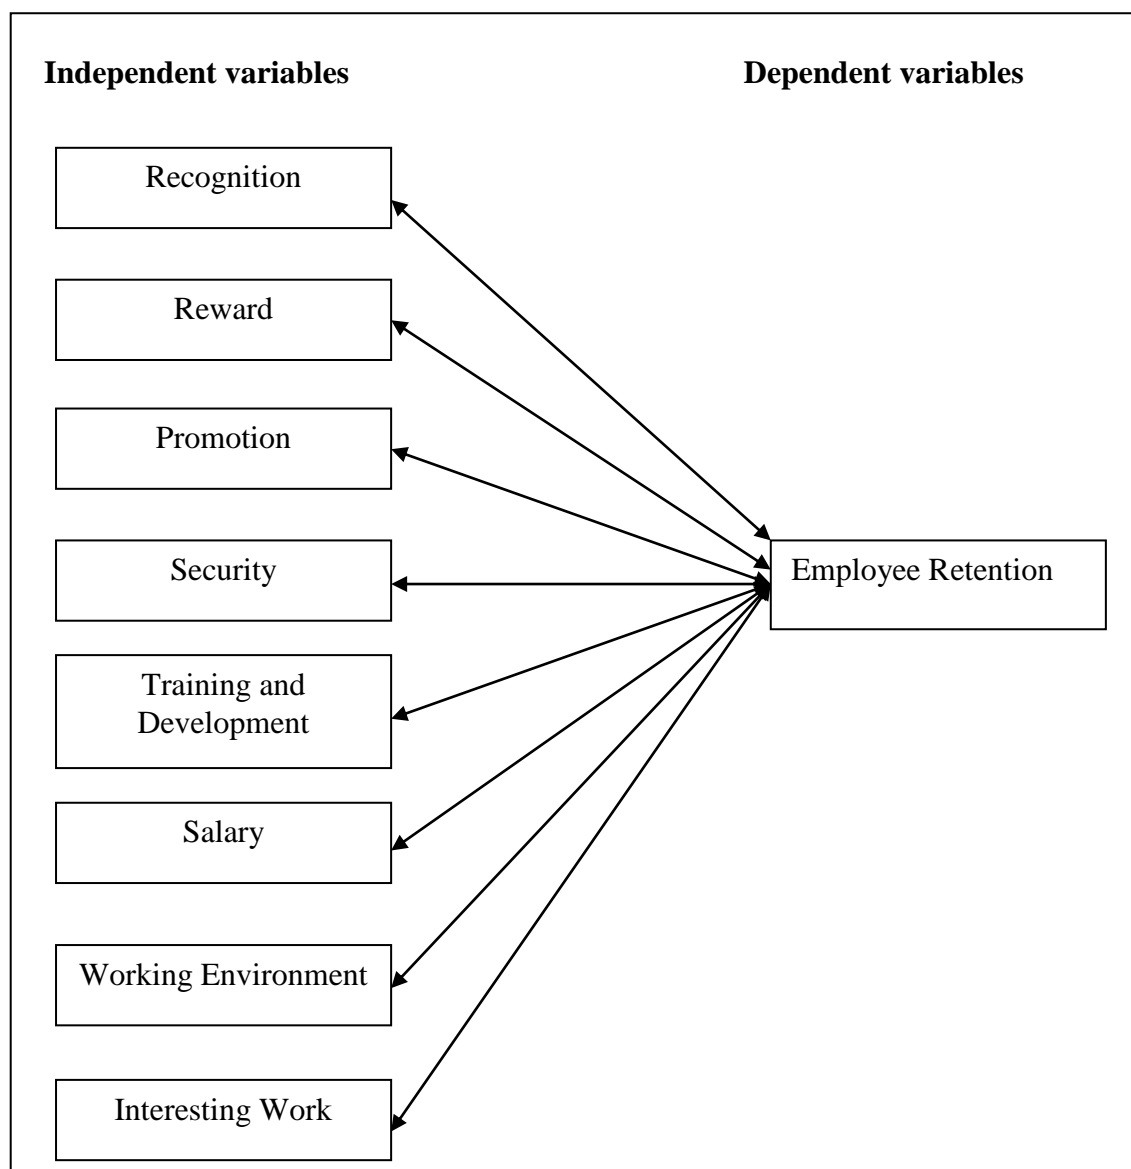 Independent variables
Dependent variables
Recognition
Reward
Promotion
Security
Employee Retention
Training and
Development
Salary
Working Environment
Interesting Work